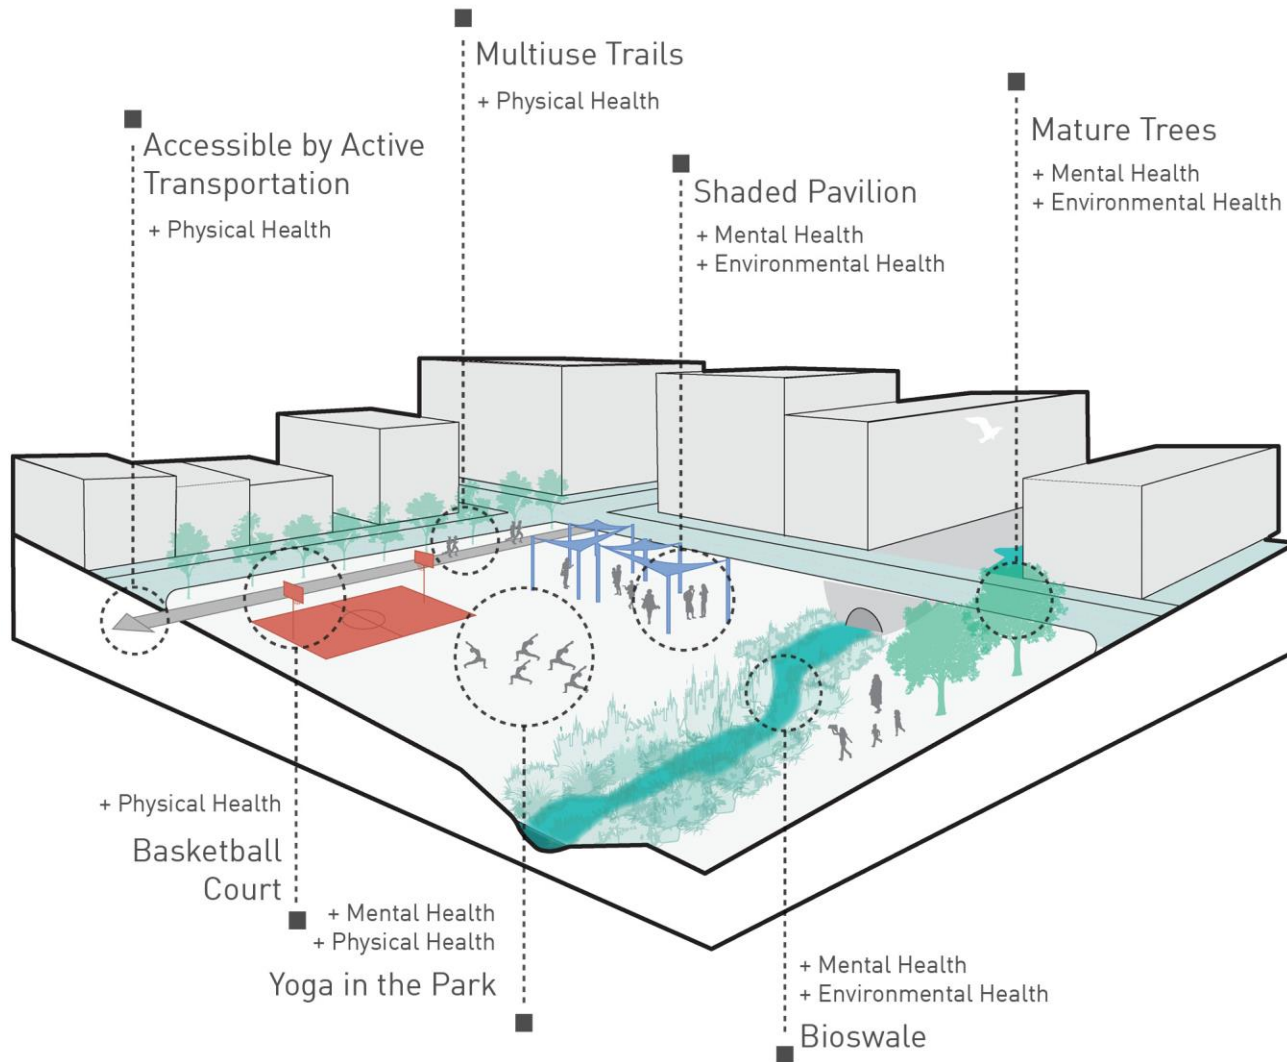 Multiuse Trails
+ Physical Health
Accessible by Active
Transportation
+ Physical Health
Mature Trees
+ Mental Health
+ Environmental Health
Shaded Pavilion
+ Mental Health
+ Environmental Health
+ Physical Health
Basketball
Court
+ Mental Health
+ Physical Health
Yoga in the Park
+ Mental Health
+ Environmental Health
Bioswale